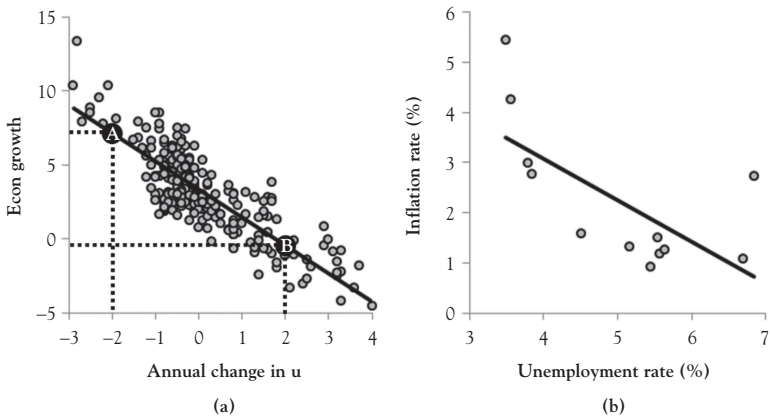 15
10
5
0
–5
Econ growth
A
B
–3 –2 –1 0 1 2 3 4
Annual change in u
(a)
6
5
4
3
2
1
0
Inflation rate (%)
3 4 5 6 7
Unemployment rate (%)
(b)